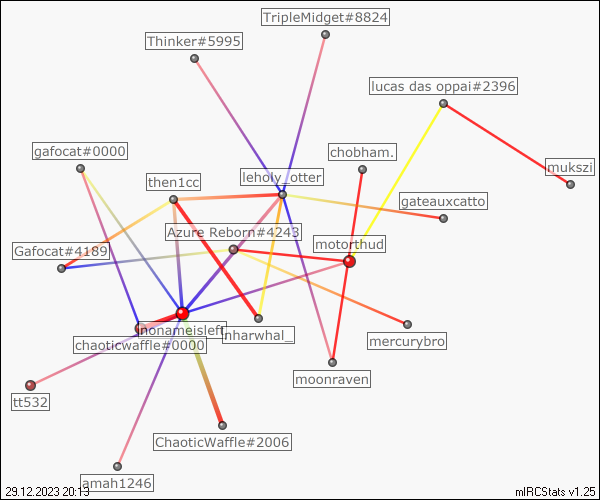 TripleMidget#8824
Thinker#5995
lucas das oppai#2396
gafocat#0000
chobham.
mukszi
then1cc
leholy_otter
gateauxcatto
Azure Reborn#4243
Gafocat#4189
motorthud
nonameisleft
nharwhal_
chaoticwaffle#0000
mercurybro
moonraven
tt532
ChaoticWaffle#2006
amah1246
29.12.2023 20:13
mIRCStats v1.25